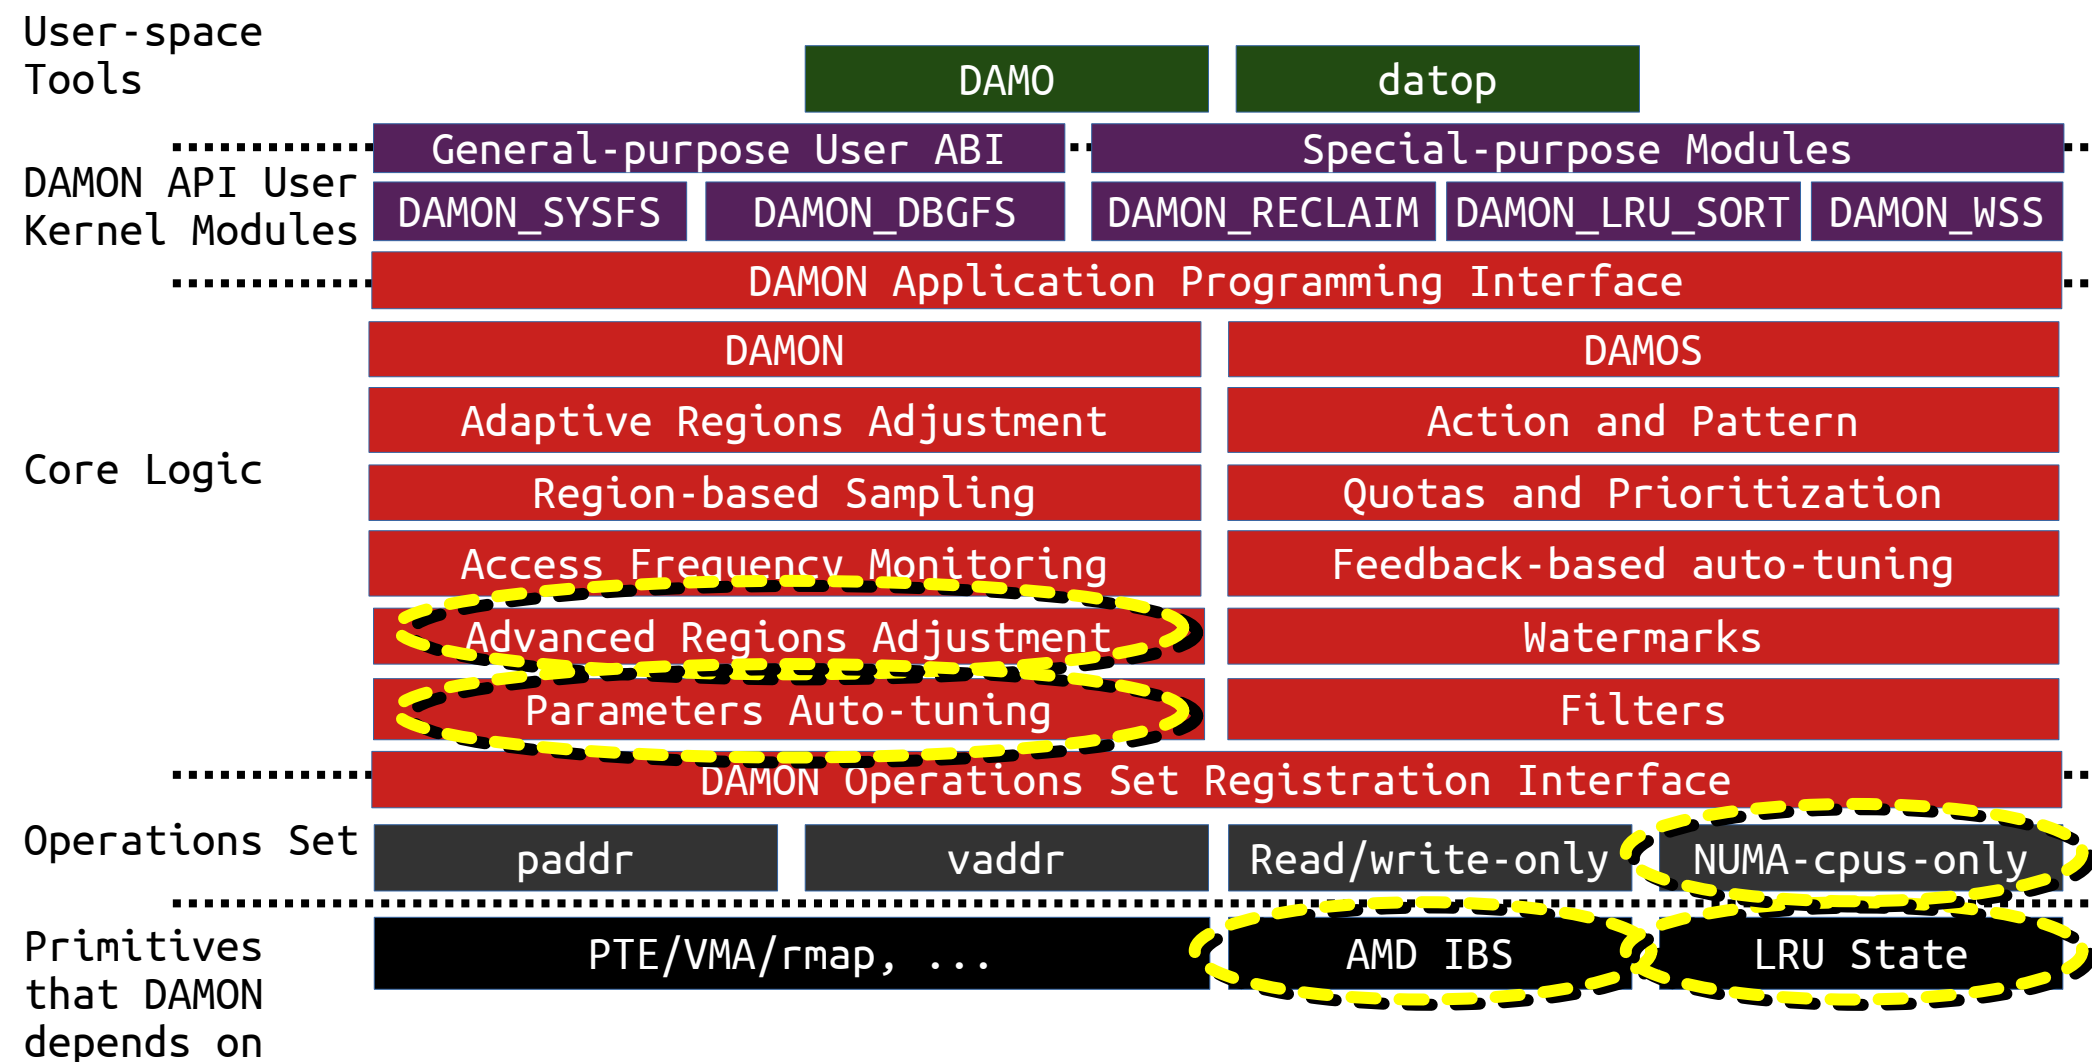 User-space
Tools
DAMO
datop
General-purpose User ABI
Special-purpose Modules
DAMON API User
Kernel Modules
DAMON_SYSFS
DAMON_DBGFS
DAMON_RECLAIM
DAMON_LRU_SORT
DAMON_WSS
DAMON Application Programming Interface
DAMON
DAMOS
Adaptive Regions Adjustment
Action and Pattern
Core Logic
Region-based Sampling
Quotas and Prioritization
Access Frequency Monitoring
Feedback-based auto-tuning
Advanced Regions Adjustment
Watermarks
Parameters Auto-tuning
Filters
DAMON Operations Set Registration Interface
Operations Set
paddr
vaddr
Read/write-only
NUMA-cpus-only
Primitives
that DAMON
depends on
PTE/VMA/rmap, ...
AMD IBS
LRU State